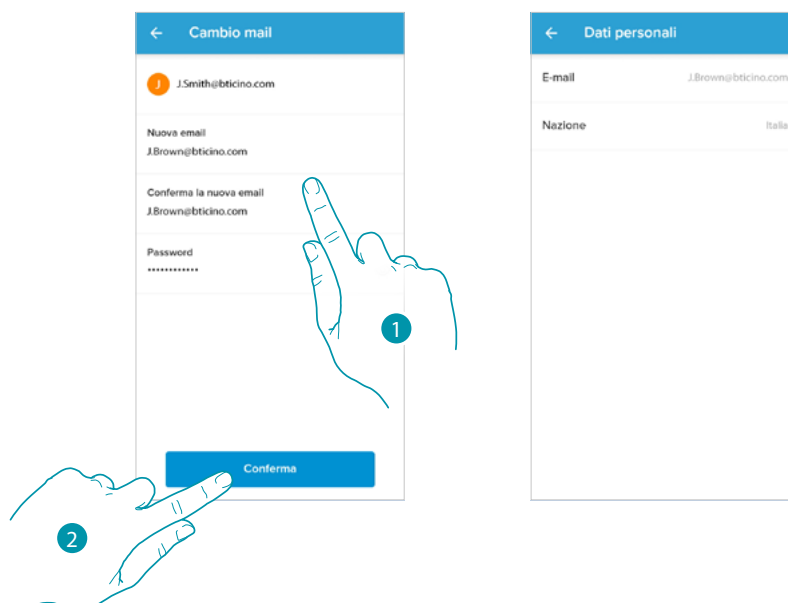 Cambio mail
J
J.Smith@bticino.com
Nuova email
J.Brown@bticino.com
Conferma la nuova email
J.Brown@bticino.com
Password
************
1
Conferma
2
Dati personali
E-mail J.Brown@bticino.com
Nazione Italia